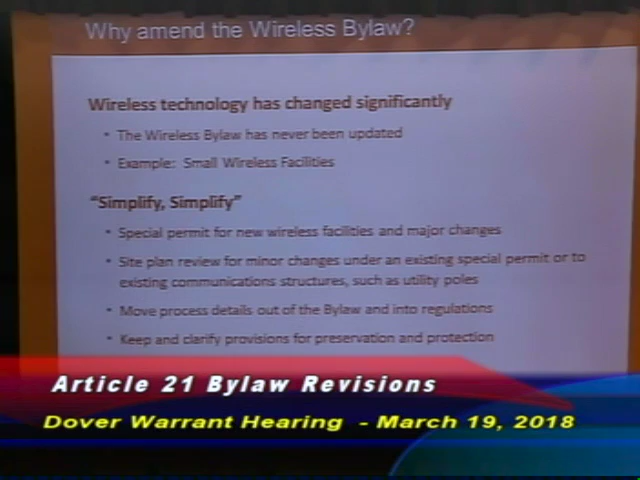 Why amend the Wireless Bylaw?
Wireless technology has changed significantly
• The Wireless Bylaw has never been updated
• Example: Small Wireless Facilities
“Simplify, Simplify”
• Special permit for new wireless facilities and major changes
• Site plan review for minor changes under an existing special permit or to
existing communications structures, such as utility poles
• Move process details out of the Bylaw and into regulations
• Keep and clarify provisions for preservation and protection
Article 21 Bylaw Revisions
Dover Warrant Hearing - March 19, 2018